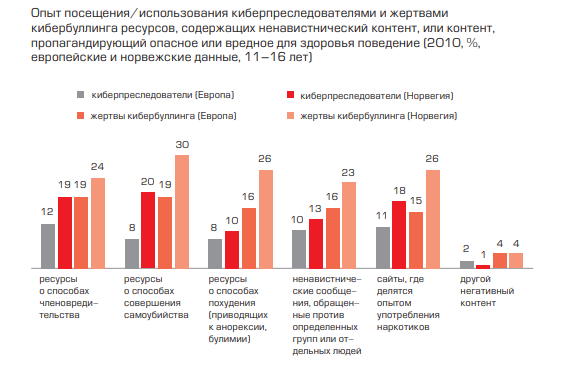 Опыт посещения/использования киберпреследователями и жертвами
кибербуллинга ресурсов, содержащих ненавистнический контент, или контент,
пропагандирующий опасное или вредное для здоровья поведение (2010, %,
европейские и норвежские данные, 11—16 лет)
киберпреследователи (Европа)
киберпреследователи (Норвегия)
жертвы кибербуллинга (Европа)
жертвы кибербуллинга (Норвегия)
12 19 19 24
8 20 19 30
8 10 16 26
10 13 16 23
11 18 15 26
2 1 4 4
ресурсы
о способах
членовреди-
тельства
ресурсы
о способах
совершения
самоубийства
ресурсы
о способах
похудения
(приводящих
к анорексии,
булимии)
ненавистниче-
ские сообще-
ния, обращен-
ные против
определенных
групп или от-
дельных людей
сайты, где
делятся
опытом
употребления
наркотиков
другой
негативный
контент